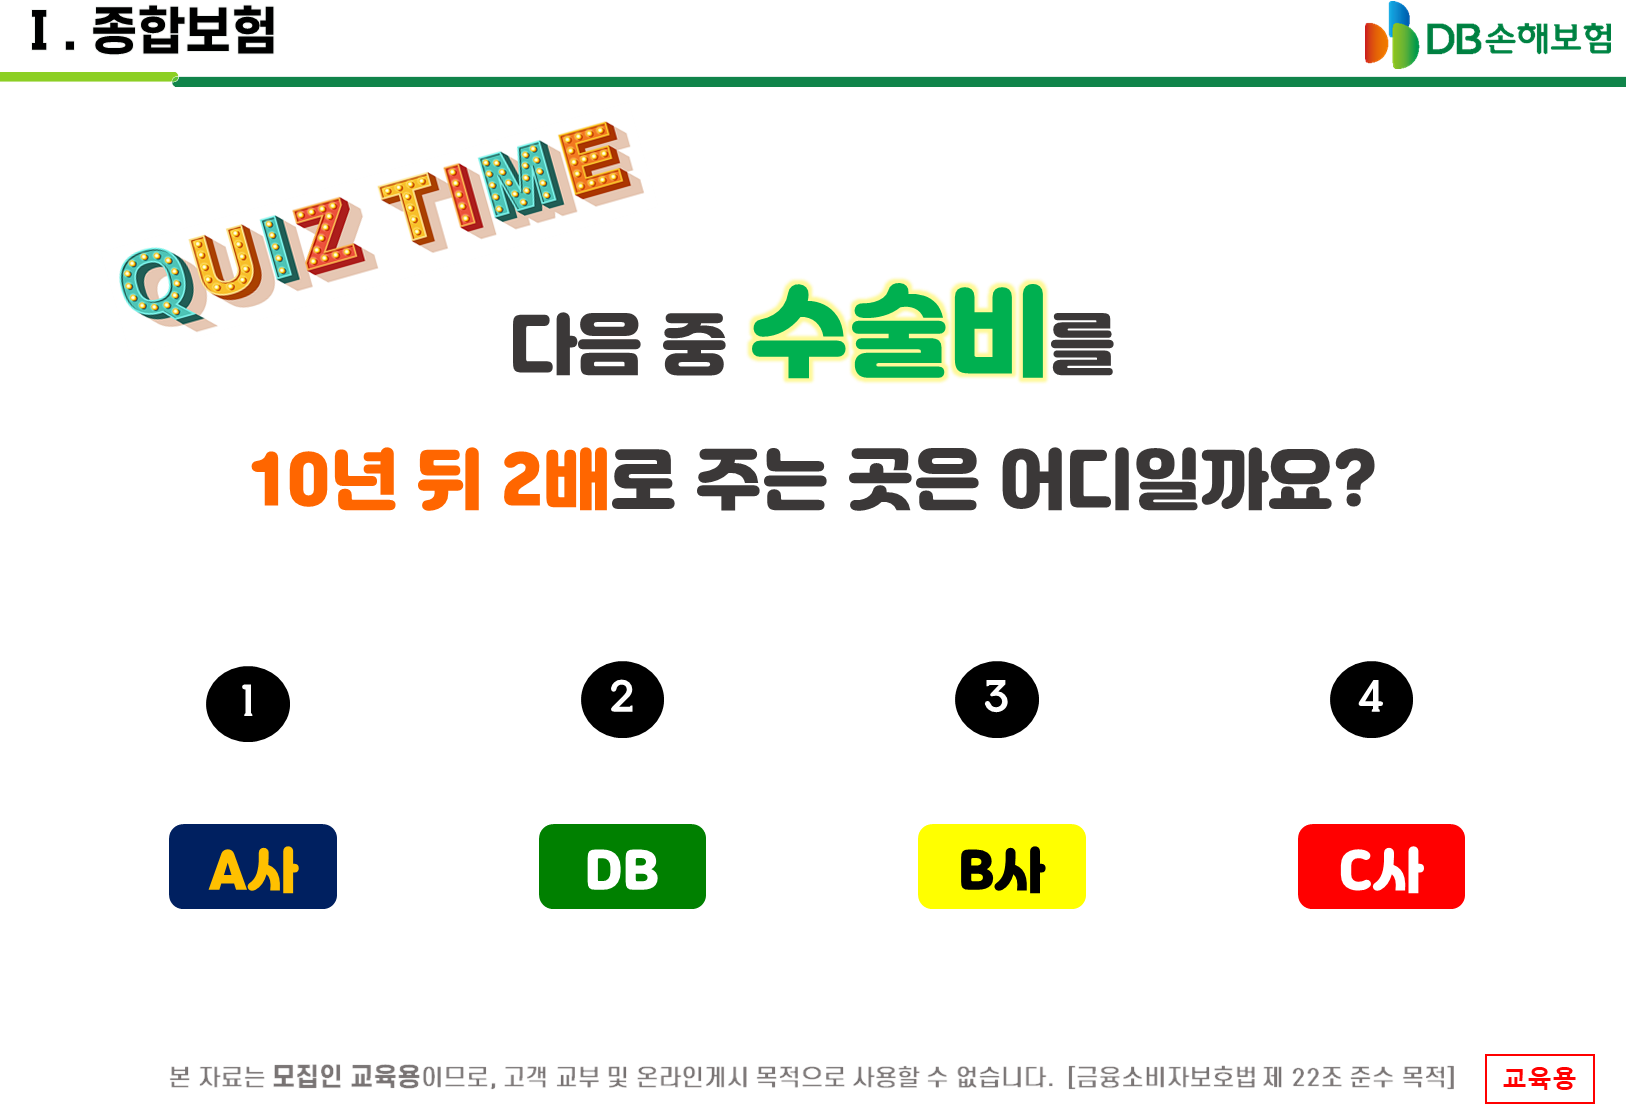 Ⅰ. 종합보험
DB손해보험
QUIZ TIME
다음 중 수술비를
10년 뒤 2배로 주는 곳은 어디일까요?
1 2 3 4
A사 DB B사 C사
본 자료는 모집인 교육용이므로, 고객 교부 및 온라인게시 목적으로 사용할 수 없습니다. [금융소비자보호법 제 22조 준수 목적]
교육용